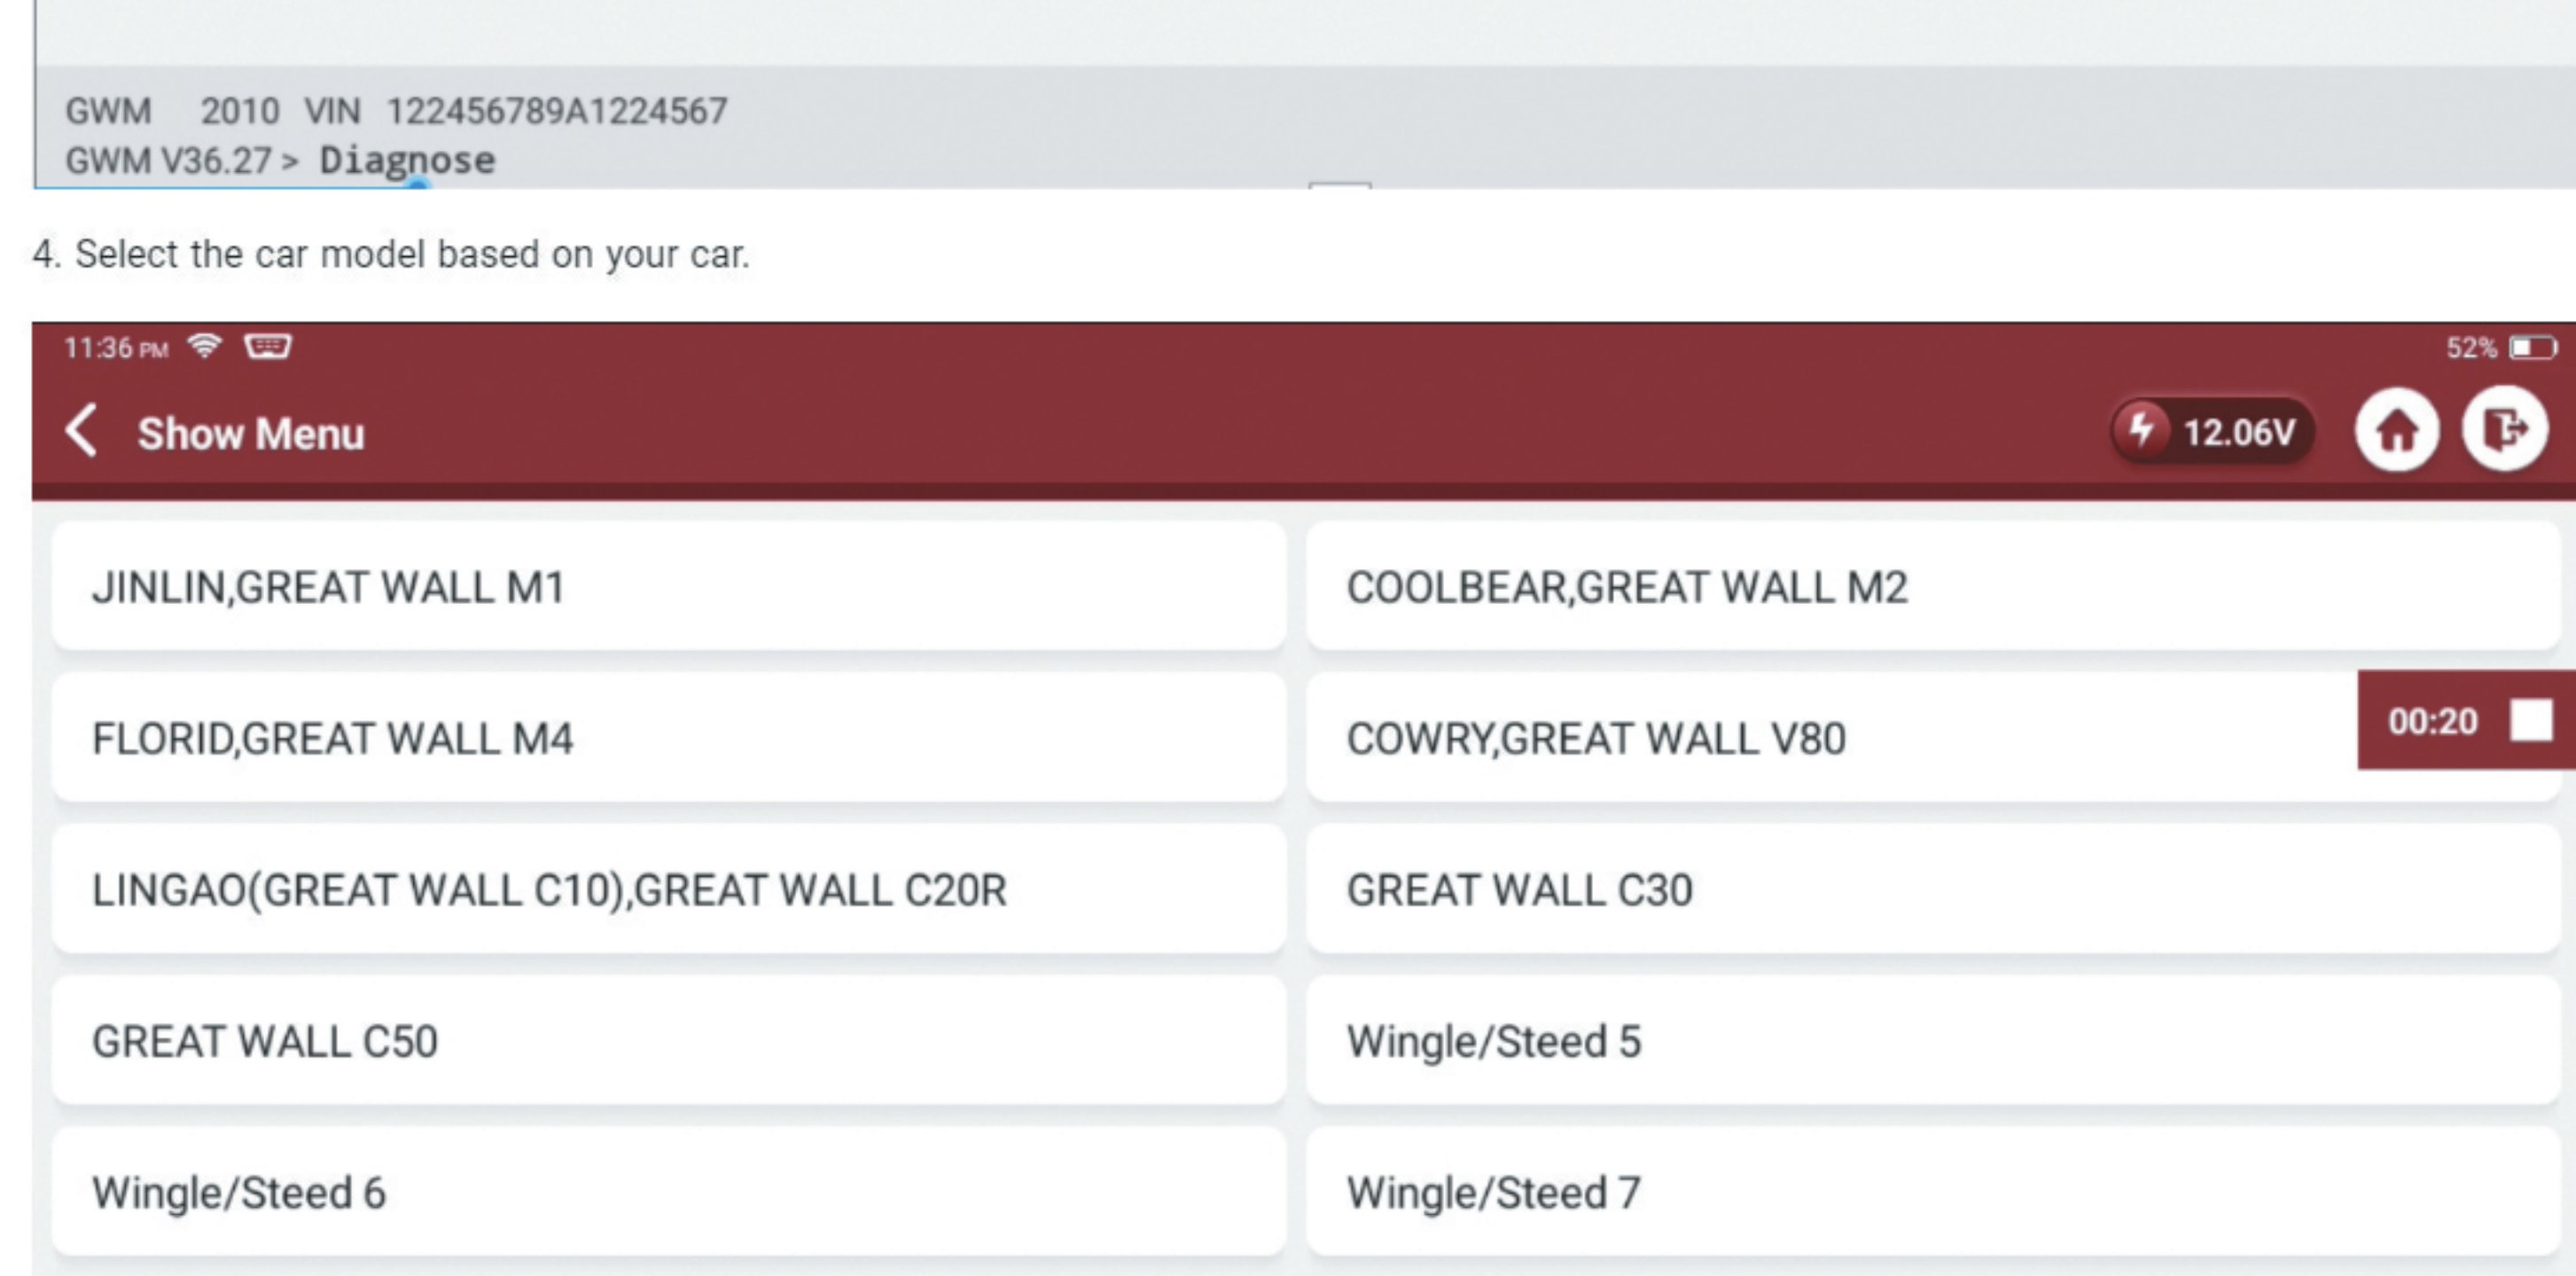 GWM 2010 VIN 122456789A1224567
GWM V36.27 > Diagnose
4. Select the car model based on your car.
11:36 PM 52%
Show Menu 12.06V
JINLIN,GREAT WALL M1
COOLBEAR,GREAT WALL M2
FLORID,GREAT WALL M4
COWRY,GREAT WALL V80
00:20
LINGAO(GREAT WALL C10),GREAT WALL C20R
GREAT WALL C30
GREAT WALL C50
Wingle/Steed 5
Wingle/Steed 6
Wingle/Steed 7